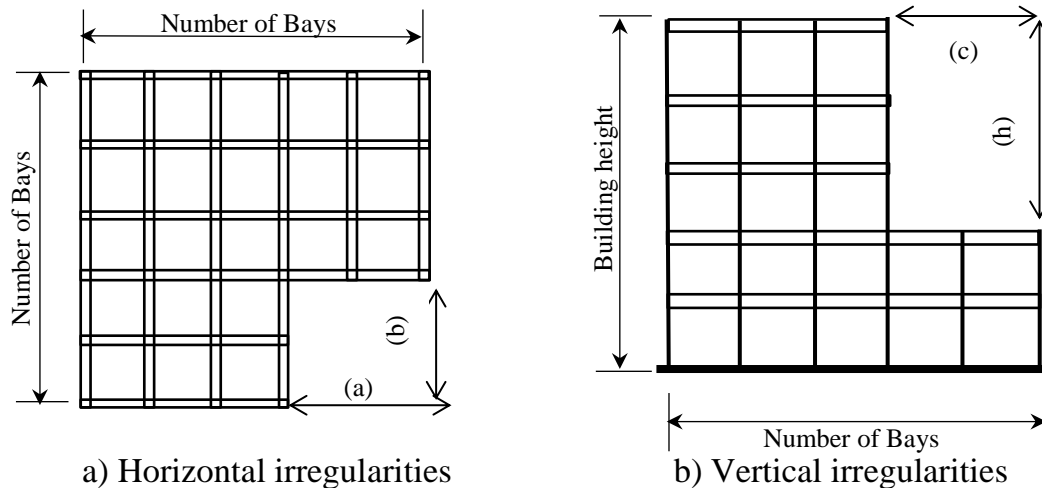 Number of Bays
Number of Bays
(b)
(a)
a) Horizontal irregularities
(c)
(h)
Building height
Number of Bays
b) Vertical irregularities